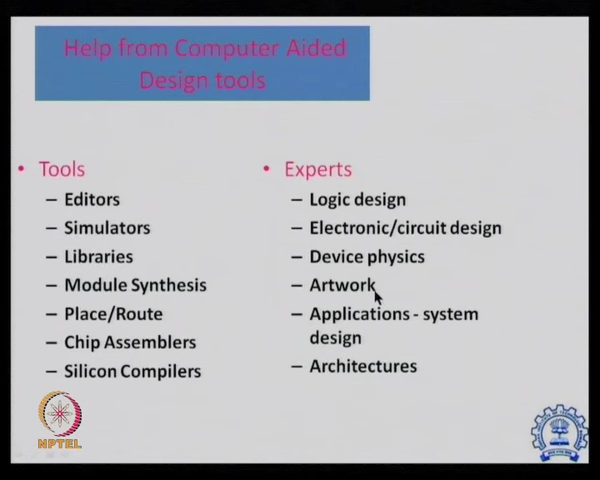 Help from Computer Aided
Design tools
• Tools
– Editors
– Simulators
– Libraries
– Module Synthesis
– Place/Route
– Chip Assemblers
– Silicon Compilers
• Experts
– Logic design
– Electronic/circuit design
– Device physics
– Artwork
– Applications - system
design
– Architectures
NPTEL